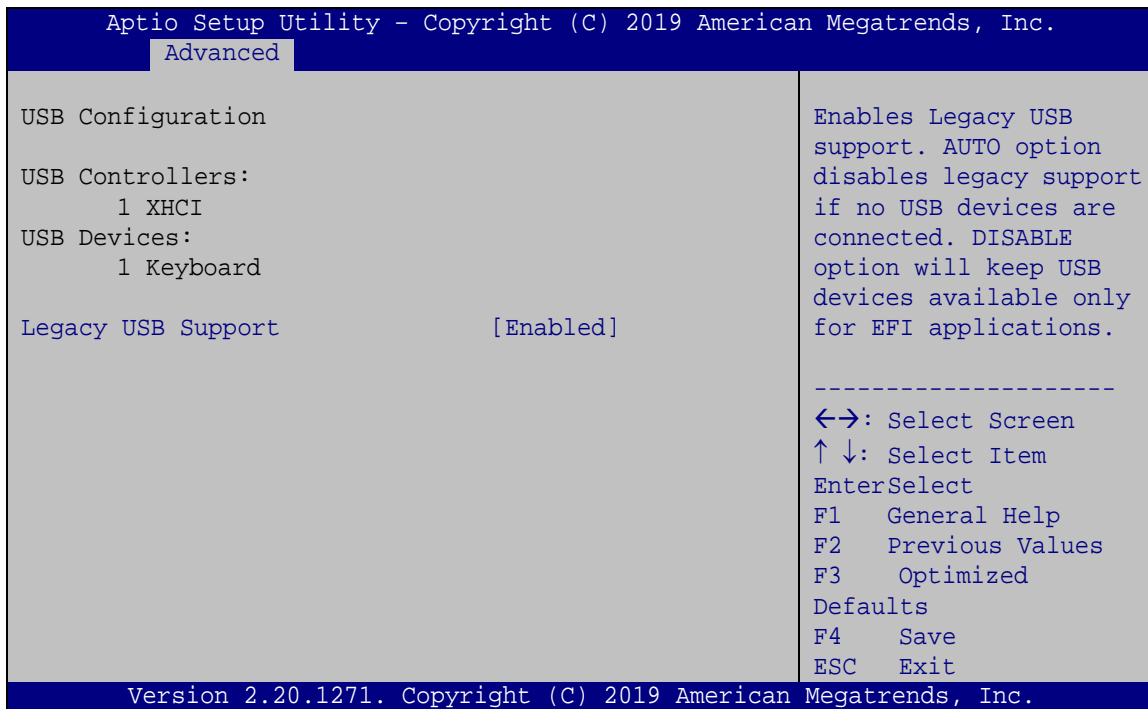 Aptio Setup Utility – Copyright (C) 2019 American Megatrends, Inc.
Advanced
USB Configuration
USB Controllers:
1 XHCI
USB Devices:
1 Keyboard
Legacy USB Support [Enabled]
Enables Legacy USB
support. AUTO option
disables legacy support
if no USB devices are
connected. DISABLE
option will keep USB
devices available only
for EFI applications.
---------------------
←→: Select Screen
↑ ↓: Select Item
EnterSelect
F1 General Help
F2 Previous Values
F3 Optimized
Defaults
F4 Save
ESC Exit
Version 2.20.1271. Copyright (C) 2019 American Megatrends, Inc.